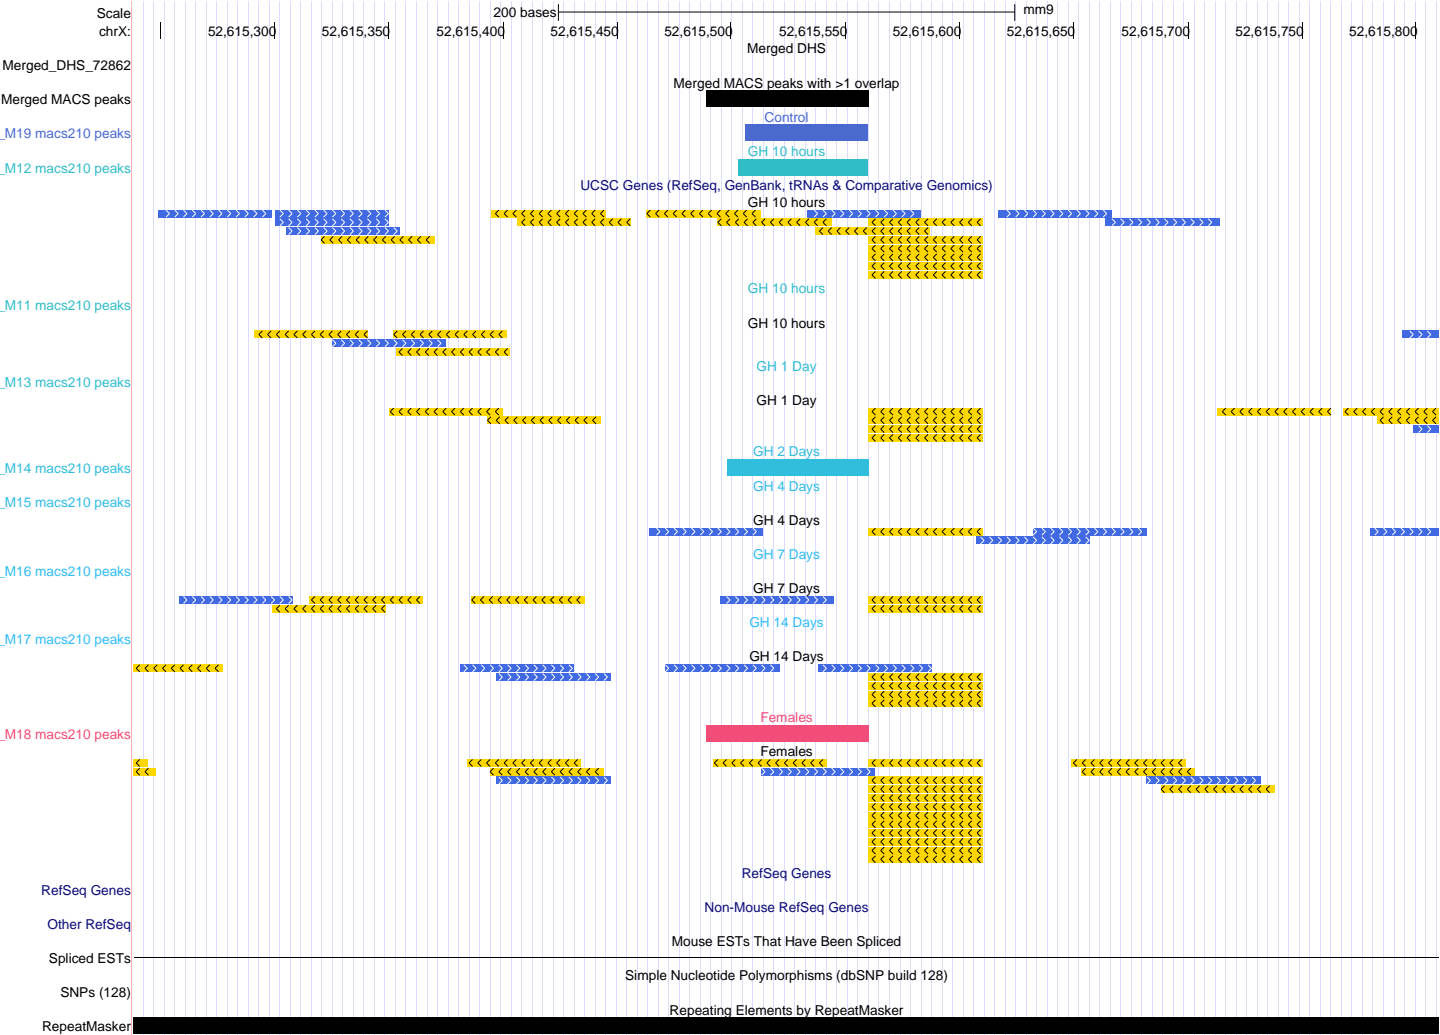 Scale 200 bases mm9
chrX: 52,615,300 52,615,350 52,615,400 52,615,450 52,615,500 52,615,550 52,615,600 52,615,650 52,615,700 52,615,750 52,615,800
Merged DHS
Merged_DHS_72862
Merged MACS peaks with >1 overlap
Merged MACS peaks
Control
_M19 macs210 peaks
GH 10 hours
_M12 macs210 peaks
UCSC Genes (RefSeq, GenBank, tRNAs & Comparative Genomics)
GH 10 hours
GH 10 hours
_M11 macs210 peaks
GH 10 hours
GH 1 Day
_M13 macs210 peaks
GH 1 Day
GH 2 Days
_M14 macs210 peaks
GH 4 Days
_M15 macs210 peaks
GH 4 Days
GH 7 Days
_M16 macs210 peaks
GH 7 Days
GH 14 Days
_M17 macs210 peaks
GH 14 Days
Females
_M18 macs210 peaks
Females
RefSeq Genes
RefSeq Genes
Non-Mouse RefSeq Genes
Other RefSeq
Mouse ESTs That Have Been Spliced
Spliced ESTs
Simple Nucleotide Polymorphisms (dbSNP build 128)
SNPs (128)
Repeating Elements by RepeatMasker
RepeatMasker